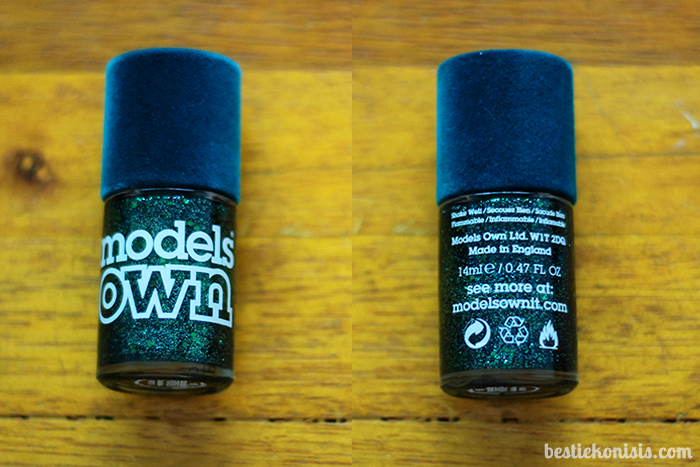 models
own
Shake Well / Secouez Bien / Sacuda Bien
Flammable / Inflammable / Inflamable
Models Own Ltd. W1T 2DG
Made in England
14ml e / 0.47 FL OZ
see more at:
modelsownit.com
bestiekonisis.com